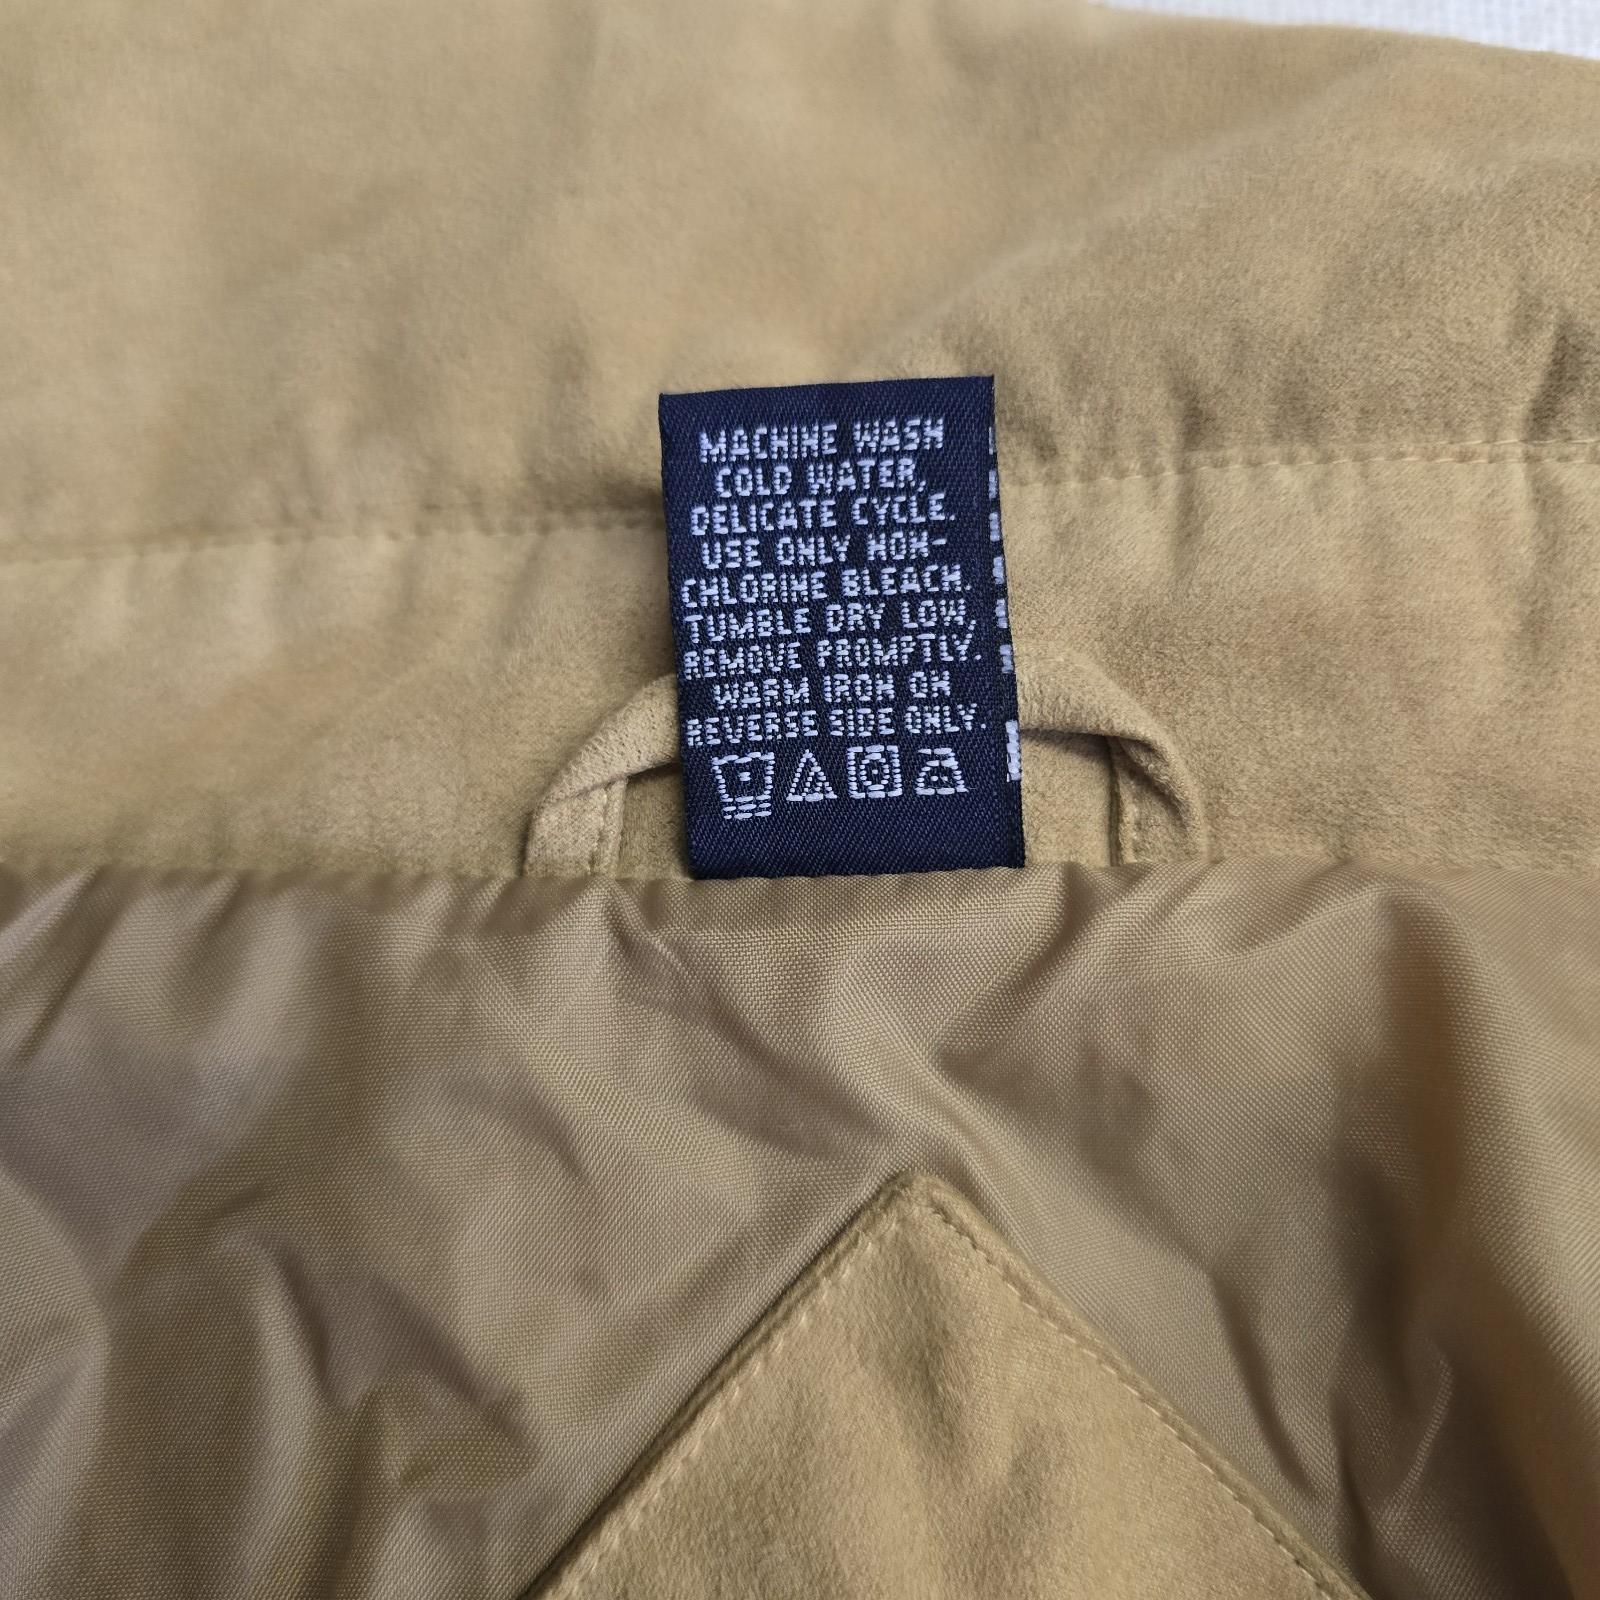 MACHINE WASH
COLD WATER,
DELICATE CYCLE.
USE ONLY NON-
CHLORINE BLEACH.
TUMBLE DRY LOW,
REMOVE PROMPTLY.
WARM IRON ON
REVERSE SIDE ONLY.